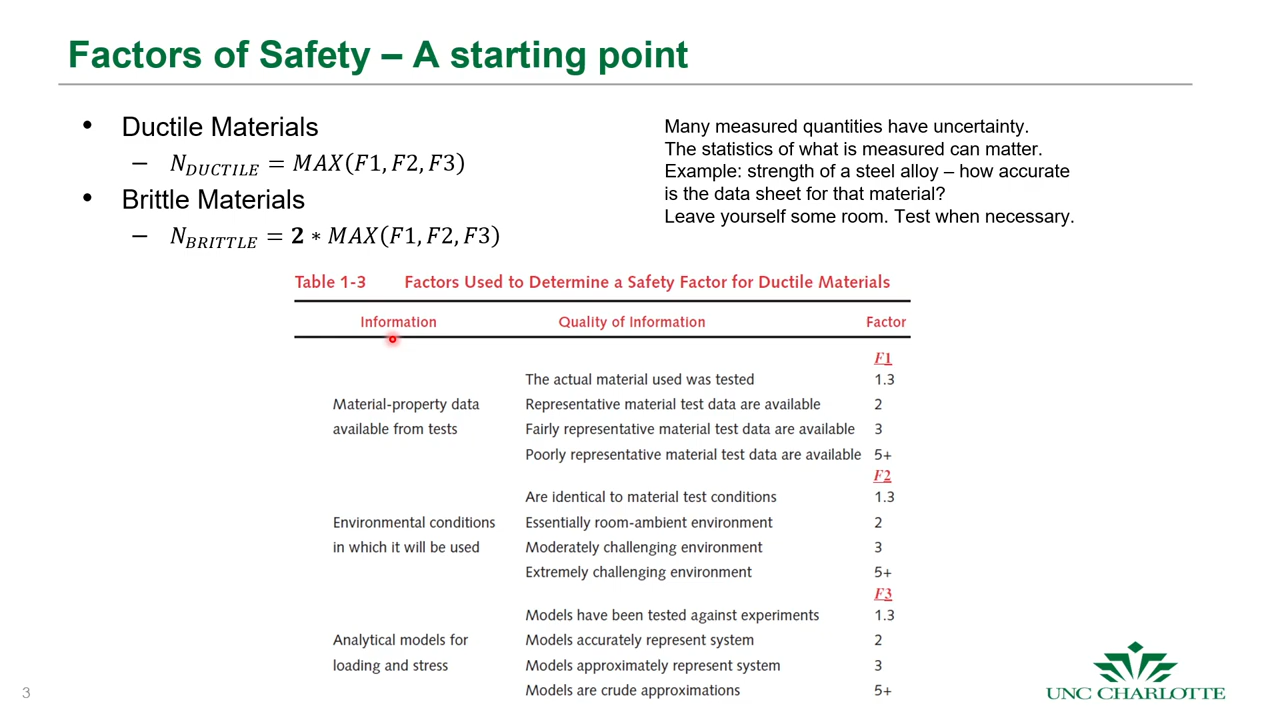 Factors of Safety – A starting point
• Ductile Materials
– N_DUCTILE = MAX(F1, F2, F3)
• Brittle Materials
– N_BRITTLE = 2 ∗ MAX(F1, F2, F3)
Many measured quantities have uncertainty.
The statistics of what is measured can matter.
Example: strength of a steel alloy – how accurate
is the data sheet for that material?
Leave yourself some room. Test when necessary.
Table 1-3 Factors Used to Determine a Safety Factor for Ductile Materials
Information Quality of Information Factor
F1
The actual material used was tested 1.3
Material-property data Representative material test data are available 2
available from tests Fairly representative material test data are available 3
Poorly representative material test data are available 5+
F2
Are identical to material test conditions 1.3
Environmental conditions Essentially room-ambient environment 2
in which it will be used Moderately challenging environment 3
Extremely challenging environment 5+
F3
Models have been tested against experiments 1.3
Analytical models for Models accurately represent system 2
loading and stress Models approximately represent system 3
Models are crude approximations 5+
3
UNC CHARLOTTE